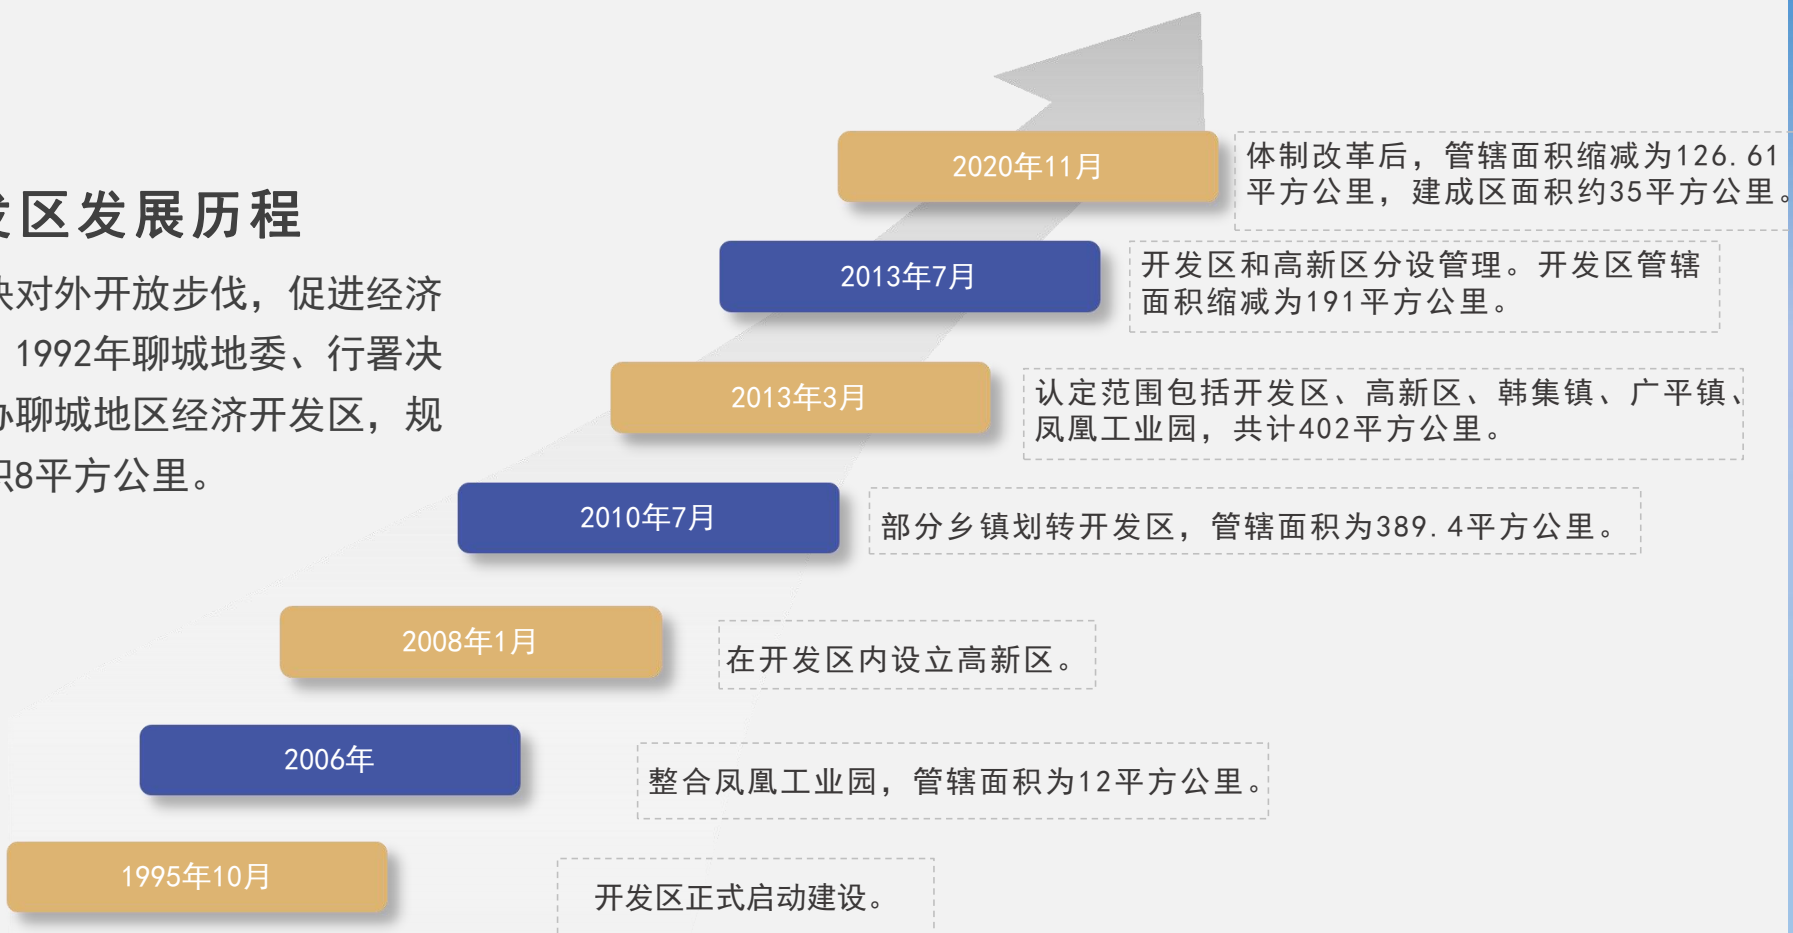 发区发展历程
快对外开放步伐，促进经济
1992年聊城地委、行署决
办聊城地区经济开发区，规
积8平方公里。
2020年11月
体制改革后，管辖面积缩减为126.61
平方公里，建成区面积约35平方公里。
2013年7月
开发区和高新区分设管理。开发区管辖
面积缩减为191平方公里。
2013年3月
认定范围包括开发区、高新区、韩集镇、广平镇、
凤凰工业园，共计402平方公里。
2010年7月
部分乡镇划转开发区，管辖面积为389.4平方公里。
2008年1月
在开发区内设立高新区。
2006年
整合凤凰工业园，管辖面积为12平方公里。
1995年10月
开发区正式启动建设。